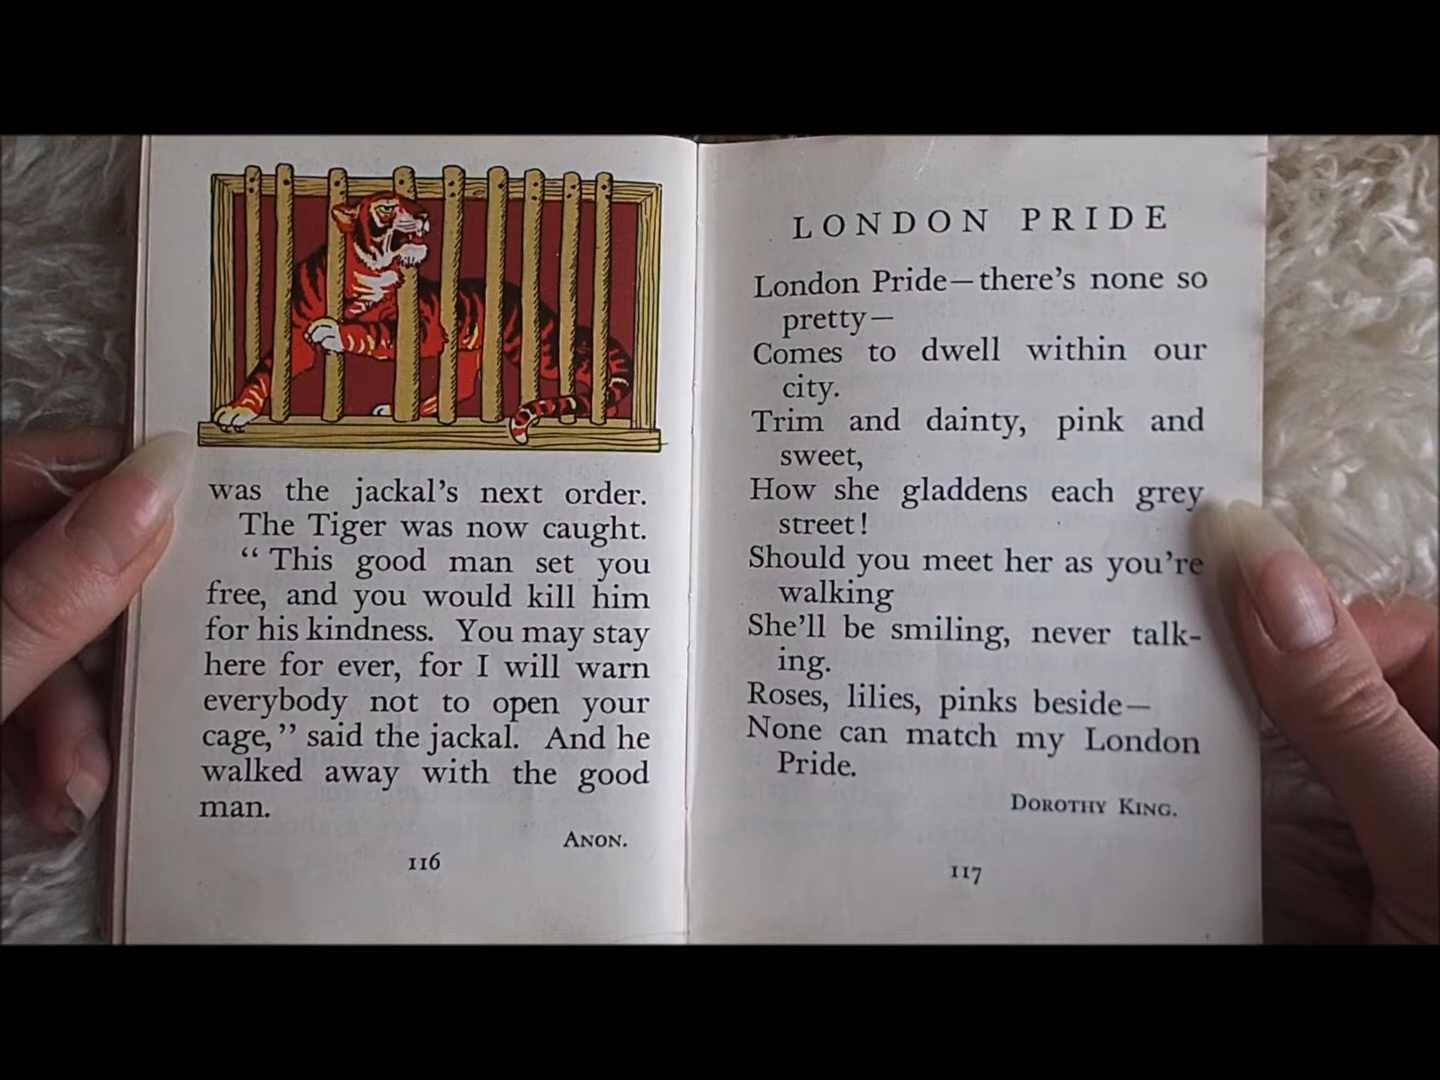 was the jackal's next order.
The Tiger was now caught.
“ This good man set you
free, and you would kill him
for his kindness. You may stay
here for ever, for I will warn
everybody not to open your
cage,” said the jackal. And he
walked away with the good
man.
ANON.
116
LONDON PRIDE
London Pride—there's none so
pretty—
Comes to dwell within our
city.
Trim and dainty, pink and
sweet,
How she gladdens each grey
street!
Should you meet her as you're
walking
She'll be smiling, never talk-
ing.
Roses, lilies, pinks beside—
None can match my London
Pride.
DOROTHY KING.
117